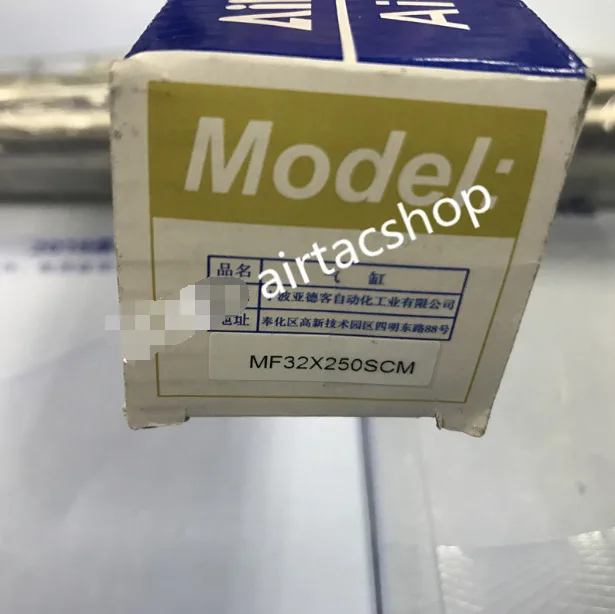 Model:
airtacshop
品名 气缸
波亚德客自动化工业有限公司
地址 奉化区高新技术园区四明东路88号
MF32X250SCM